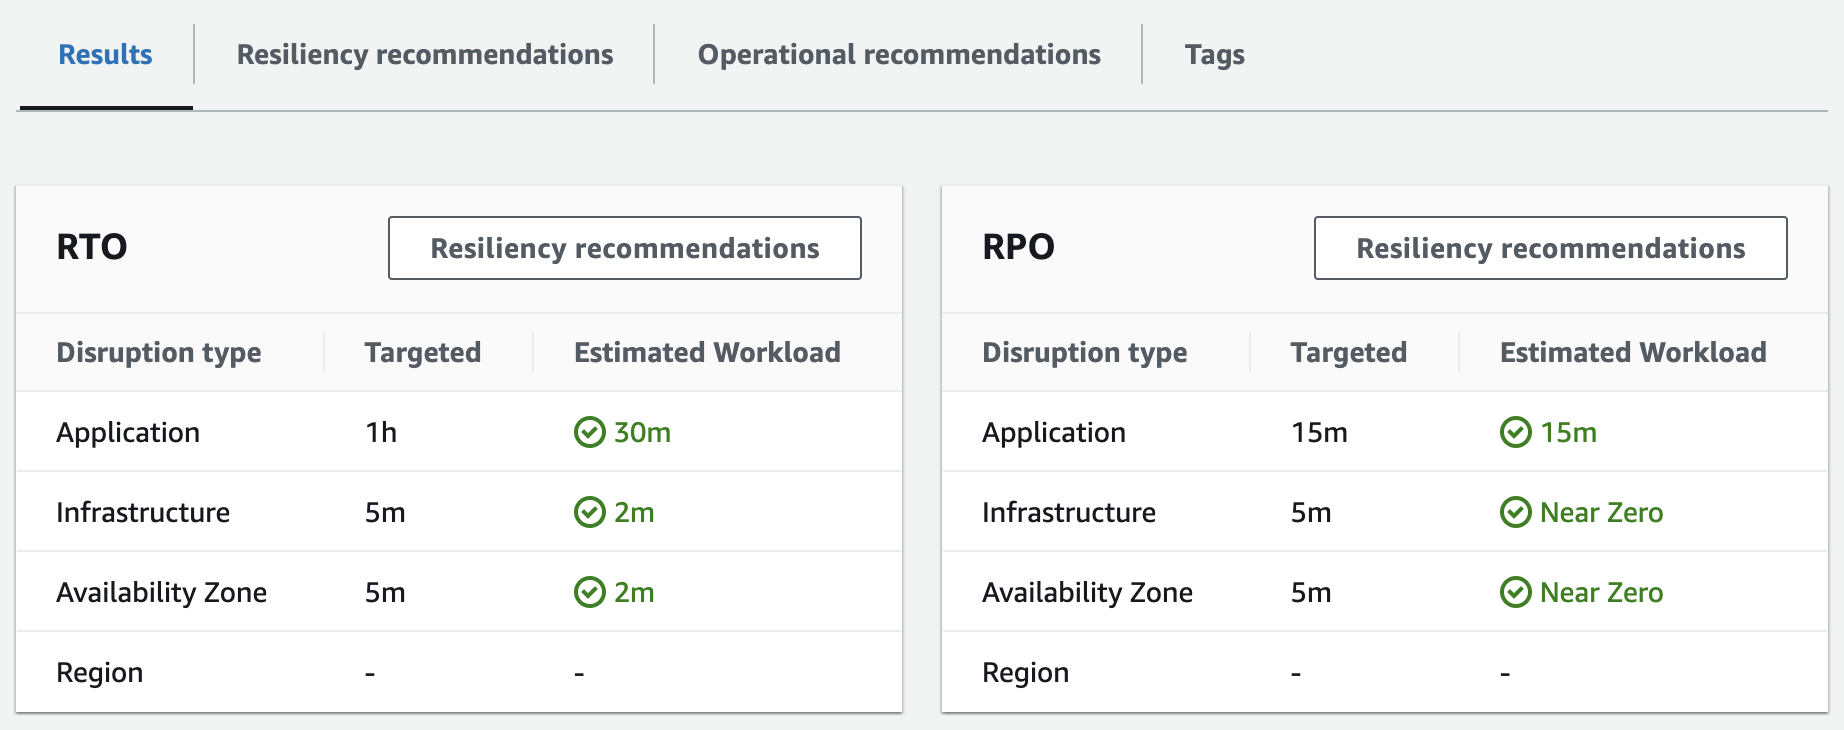 Results Resiliency recommendations Operational recommendations Tags
RTO Resiliency recommendations
Disruption type Targeted Estimated Workload
Application 1h 30m
Infrastructure 5m 2m
Availability Zone 5m 2m
Region - -
RPO Resiliency recommendations
Disruption type Targeted Estimated Workload
Application 15m 15m
Infrastructure 5m Near Zero
Availability Zone 5m Near Zero
Region - -